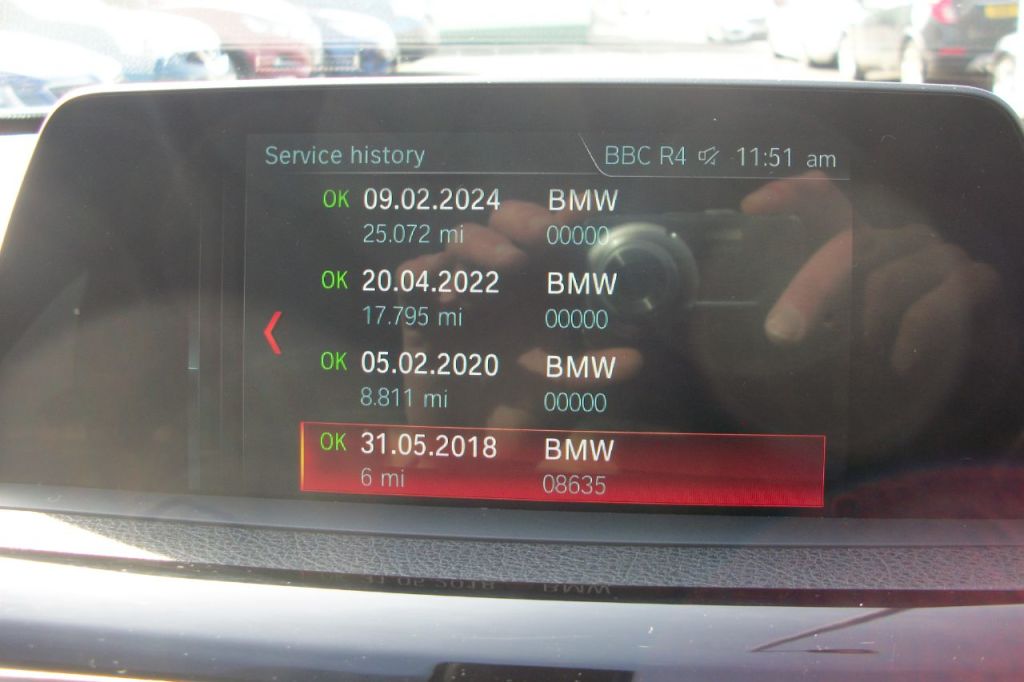 Service history BBC R4 11:51 am
OK 09.02.2024 BMW
25.072 mi 00000
OK 20.04.2022 BMW
17.795 mi 00000
OK 05.02.2020 BMW
8.811 mi 00000
OK 31.05.2018 BMW
6 mi 08635